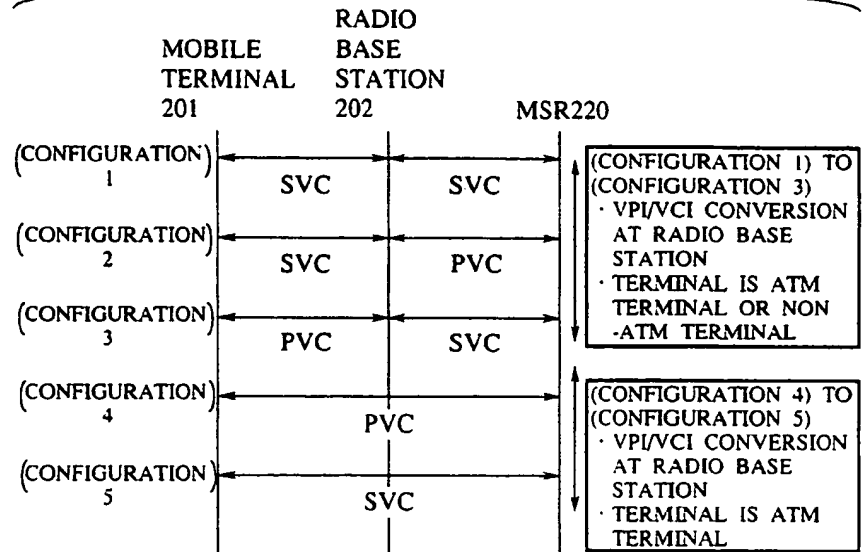 MOBILE
TERMINAL
201
RADIO
BASE
STATION
202
MSR220
(CONFIGURATION)
1
SVC
SVC
(CONFIGURATION)
2
SVC
PVC
(CONFIGURATION)
3
PVC
SVC
(CONFIGURATION)
4
PVC
(CONFIGURATION)
5
SVC
(CONFIGURATION 1) TO
(CONFIGURATION 3)
· VPI/VCI CONVERSION
AT RADIO BASE
STATION
· TERMINAL IS ATM
TERMINAL OR NON
-ATM TERMINAL
(CONFIGURATION 4) TO
(CONFIGURATION 5)
· VPI/VCI CONVERSION
AT RADIO BASE
STATION
· TERMINAL IS ATM
TERMINAL